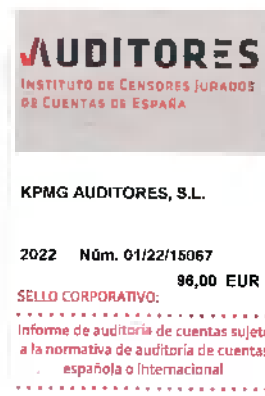 AUDITORES
INSTITUTO DE CENSORES JURADOS
DE CUENTAS DE ESPAÑA
KPMG AUDITORES, S.L.
2022 Núm. 01/22/15067
96,00 EUR
SELLO CORPORATIVO:
Informe de auditoría de cuentas sujeto
a la normativa de auditoría de cuentas
española o internacional